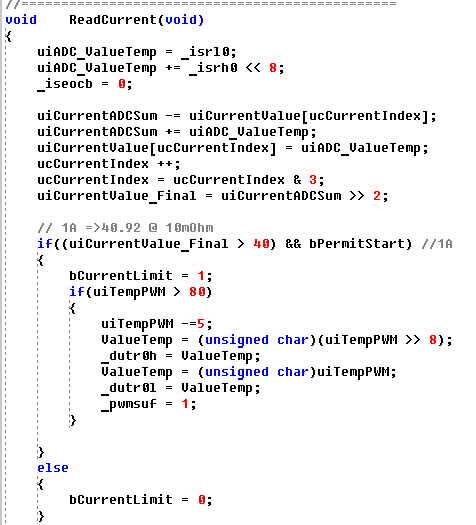 //===============================================
void    ReadCurrent(void)
{
    uiADC_ValueTemp = _isrl0;
    uiADC_ValueTemp += _isrh0 << 8;
    _iseocb = 0;

    uiCurrentADCSum -= uiCurrentValue[ucCurrentIndex];
    uiCurrentADCSum += uiADC_ValueTemp;
    uiCurrentValue[ucCurrentIndex] = uiADC_ValueTemp;
    ucCurrentIndex ++;
    ucCurrentIndex = ucCurrentIndex & 3;
    uiCurrentValue_Final = uiCurrentADCSum >> 2;

    // 1A =>40.92 @ 10mOhm
    if((uiCurrentValue_Final > 40) && bPermitStart) //1A
    {
        bCurrentLimit = 1;
        if(uiTempPWM > 80)
        {
            uiTempPWM -=5;
            ValueTemp = (unsigned char)(uiTempPWM >> 8);
            _dutr0h = ValueTemp;
            ValueTemp = (unsigned char)uiTempPWM;
            _dutr0l = ValueTemp;
            _pwmsuf = 1;
        }

    }
    else
    {
        bCurrentLimit = 0;
    }